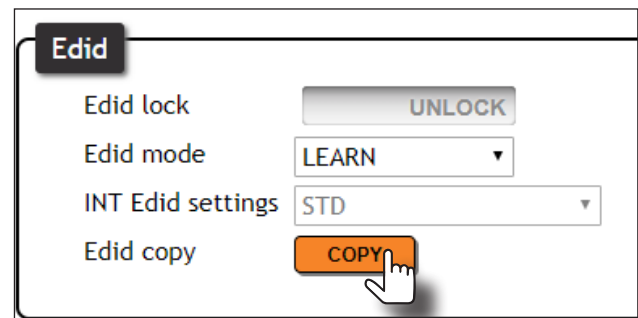 Edid
Edid lock UNLOCK
Edid mode LEARN
INT Edid settings STD
Edid copy COPY